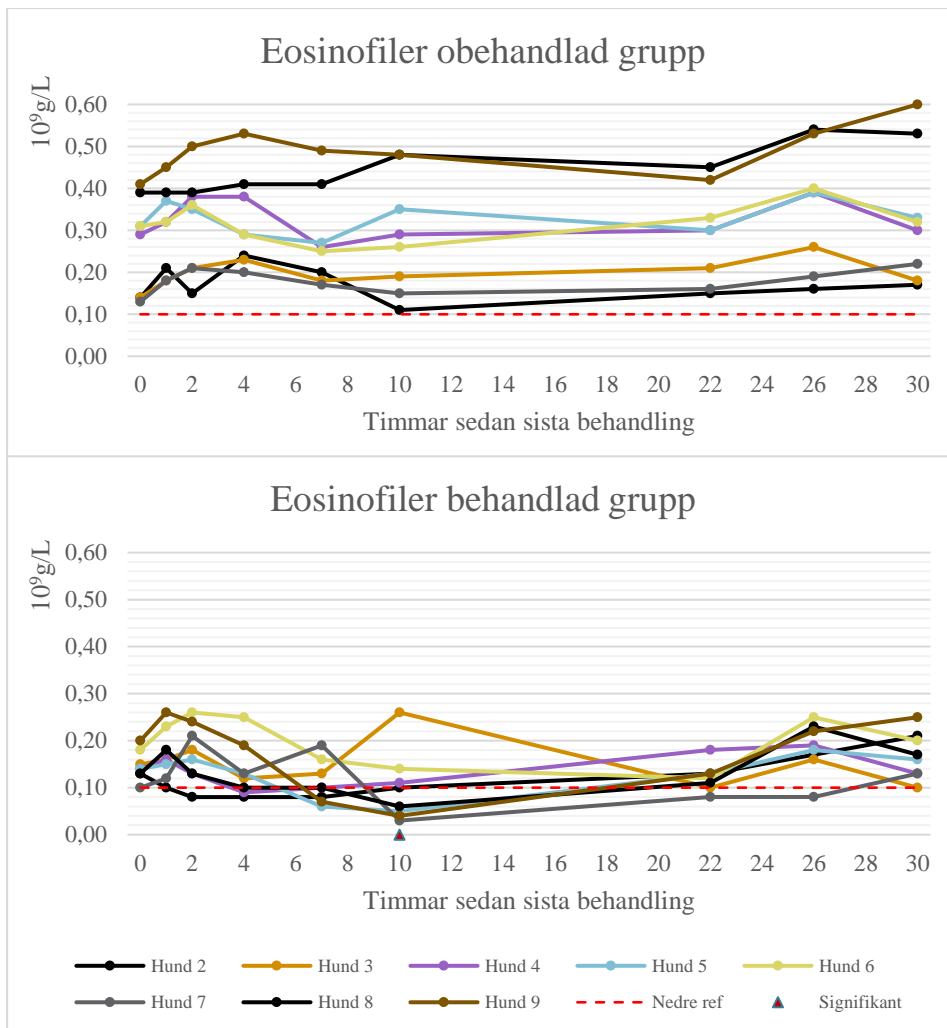 Eosinofiler obehandlad grupp
10⁹g/L
0,60
0,50
0,40
0,30
0,20
0,10
0,00
0 2 4 6 8 10 12 14 16 18 20 22 24 26 28 30
Timmar sedan sista behandling
Eosinofiler behandlad grupp
10⁹g/L
0,60
0,50
0,40
0,30
0,20
0,10
0,00
0 2 4 6 8 10 12 14 16 18 20 22 24 26 28 30
Timmar sedan sista behandling
Hund 2 Hund 3 Hund 4 Hund 5 Hund 6
Hund 7 Hund 8 Hund 9 Nedre ref Signifikant